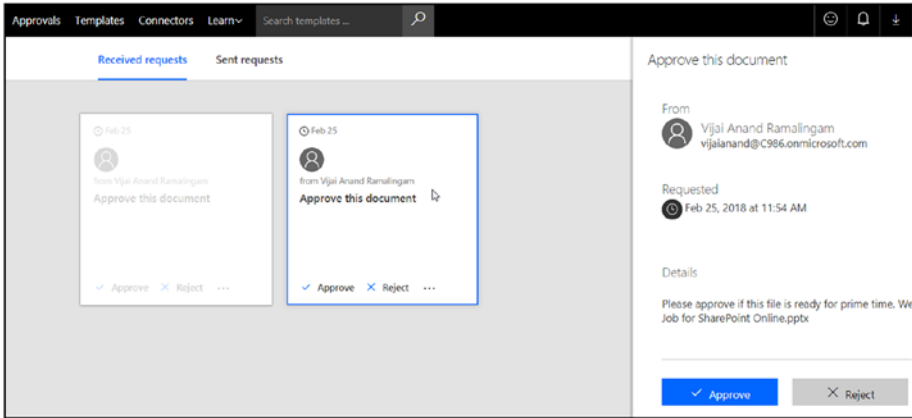 Approvals Templates Connectors Learn Search templates ...
Received requests Sent requests
Feb 25
from Vijai Anand Ramalingam
Approve this document
Approve Reject ...
Feb 25
from Vijai Anand Ramalingam
Approve this document
Approve Reject ...
Approve this document
From
Vijai Anand Ramalingam
vijaianand@C986.onmicrosoft.com
Requested
Feb 25, 2018 at 11:54 AM
Details
Please approve if this file is ready for prime time. We
Job for SharePoint Online.pptx
Approve Reject